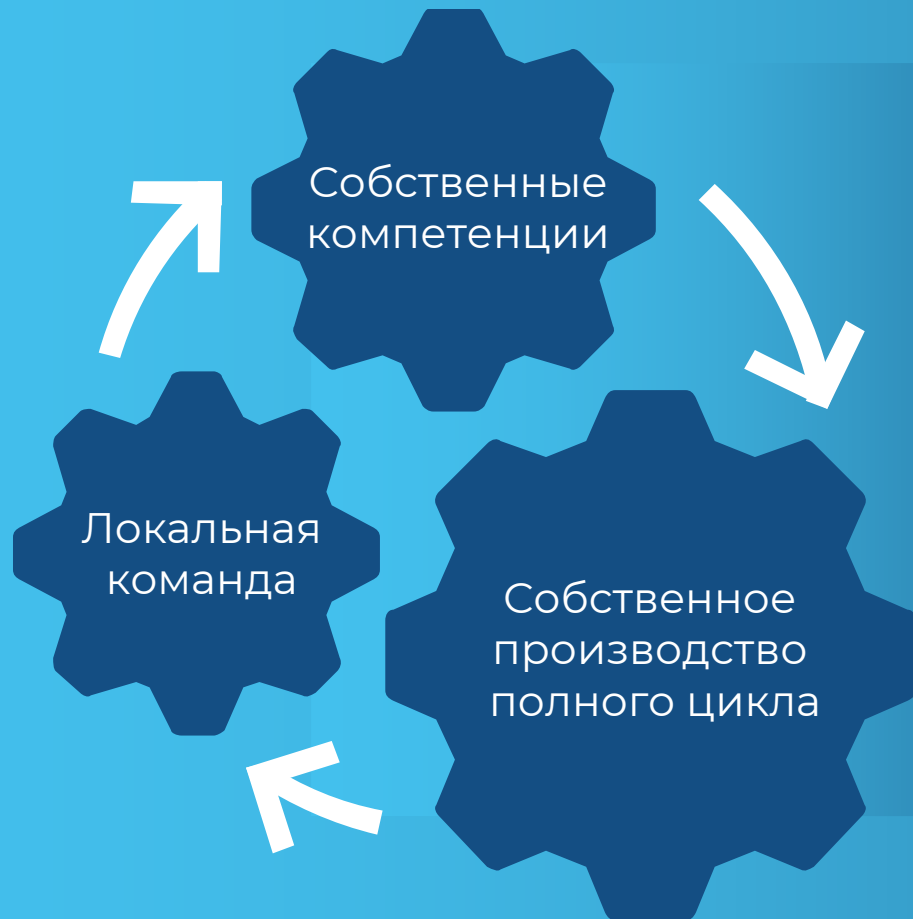 Собственные
компетенции
Локальная
команда
Собственное
производство
полного цикла